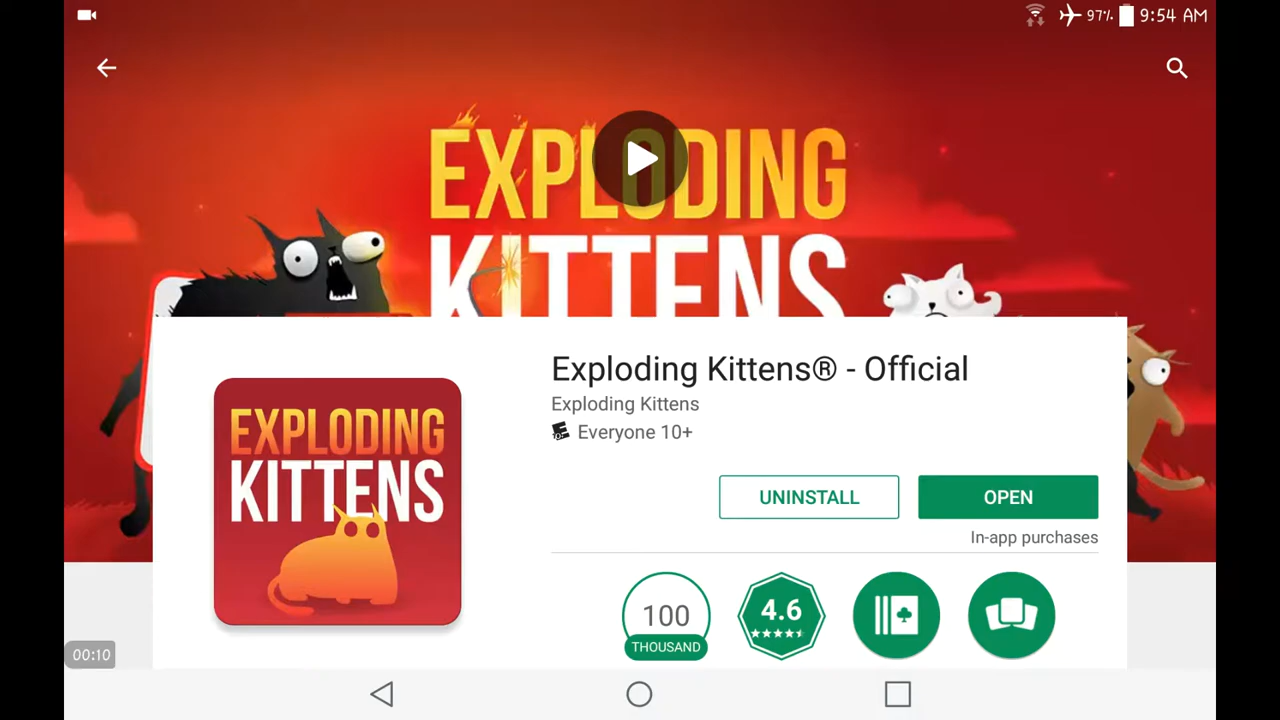 97% 9:54 AM
EXPLODING
KITTENS
Exploding Kittens® - Official
Exploding Kittens
E Everyone 10+
EXPLODING
KITTENS
UNINSTALL OPEN
In-app purchases
100
THOUSAND
4.6
00:10